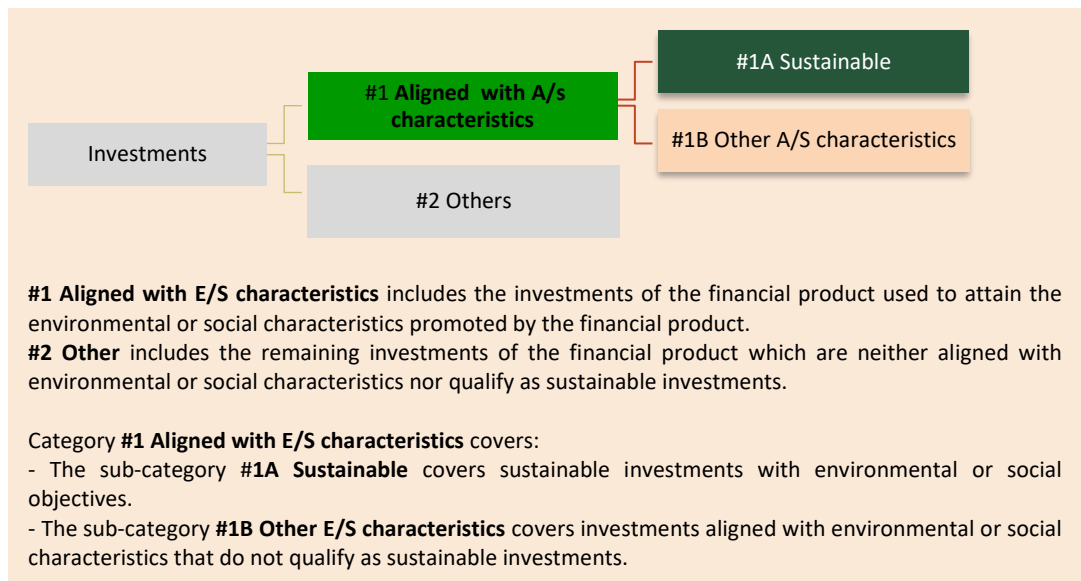 #1A Sustainable
#1 Aligned with A/s
characteristics
#1B Other A/S characteristics
Investments
#2 Others
#1 Aligned with E/S characteristics includes the investments of the financial product used to attain the
environmental or social characteristics promoted by the financial product.
#2 Other includes the remaining investments of the financial product which are neither aligned with
environmental or social characteristics nor qualify as sustainable investments.
Category #1 Aligned with E/S characteristics covers:
- The sub-category #1A Sustainable covers sustainable investments with environmental or social
objectives.
- The sub-category #1B Other E/S characteristics covers investments aligned with environmental or social
characteristics that do not qualify as sustainable investments.